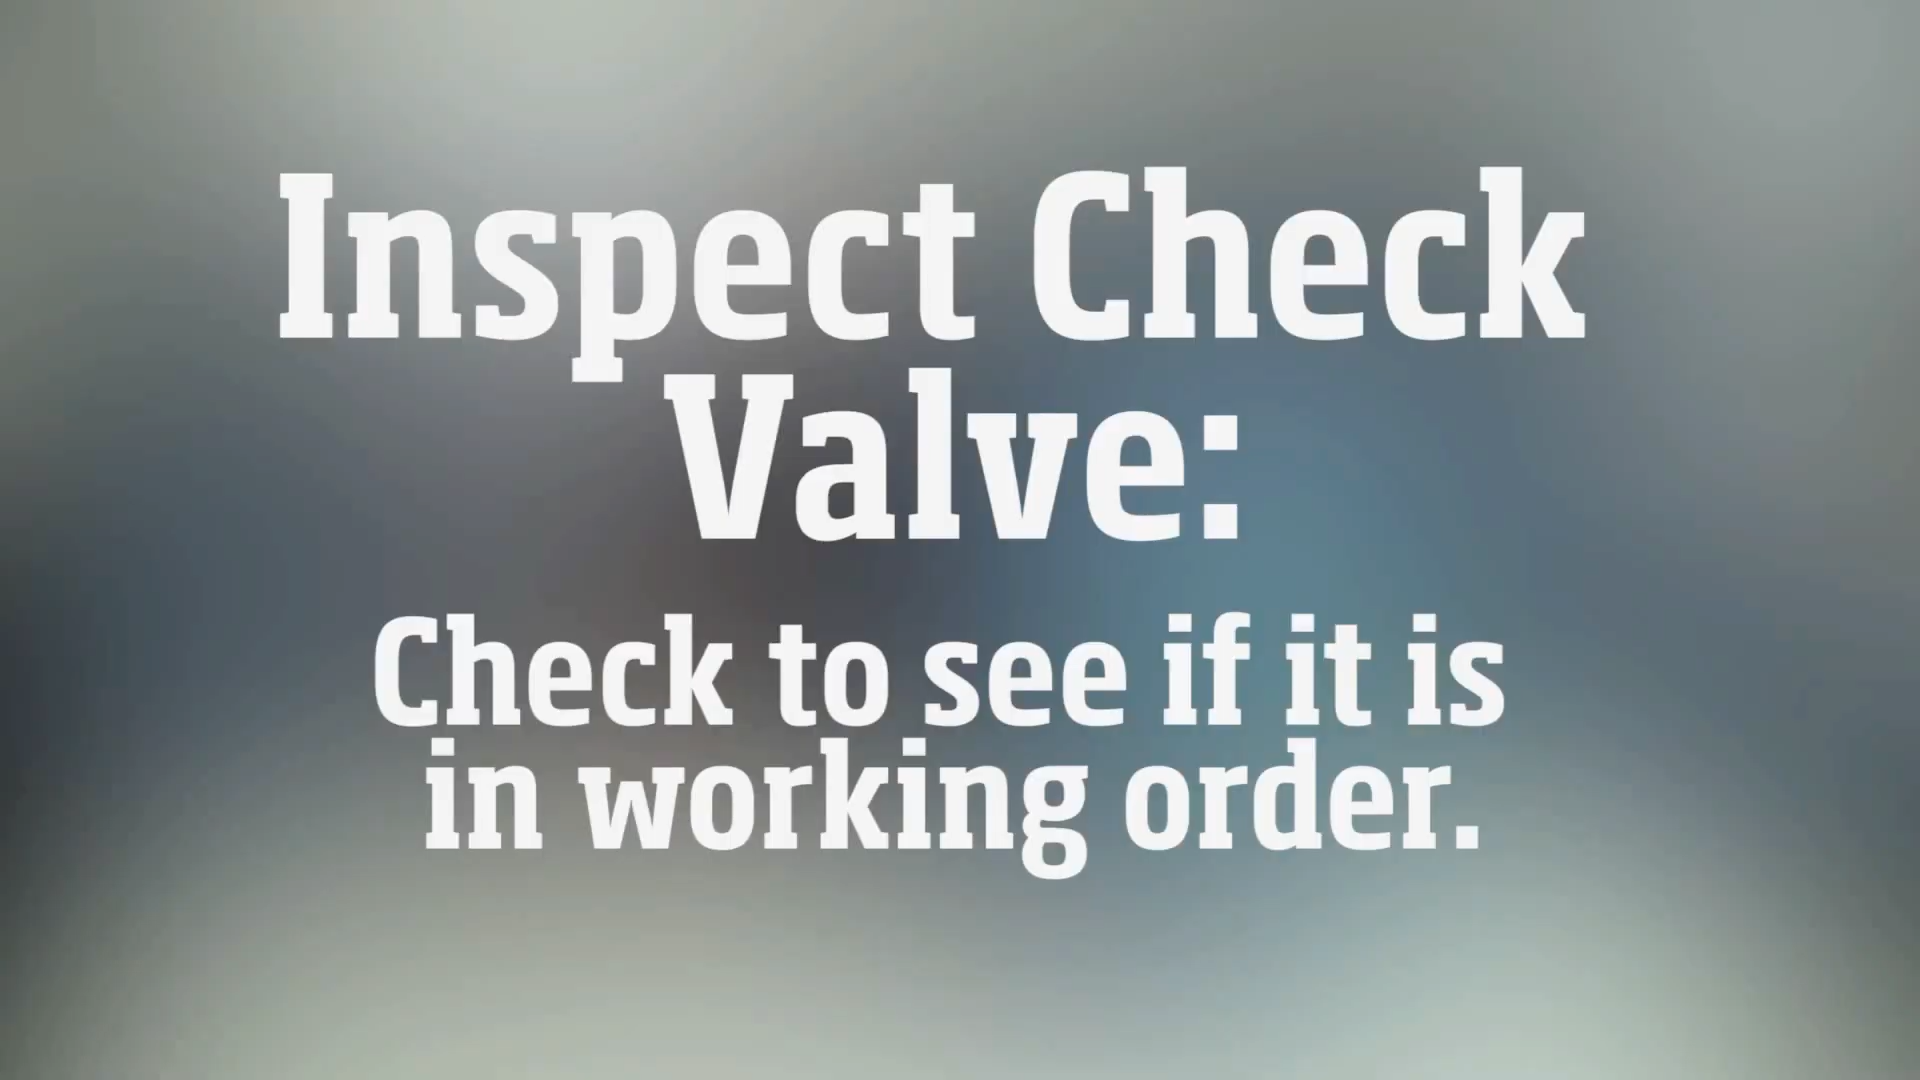 Inspect Check
Valve:
Check to see if it is
in working order.